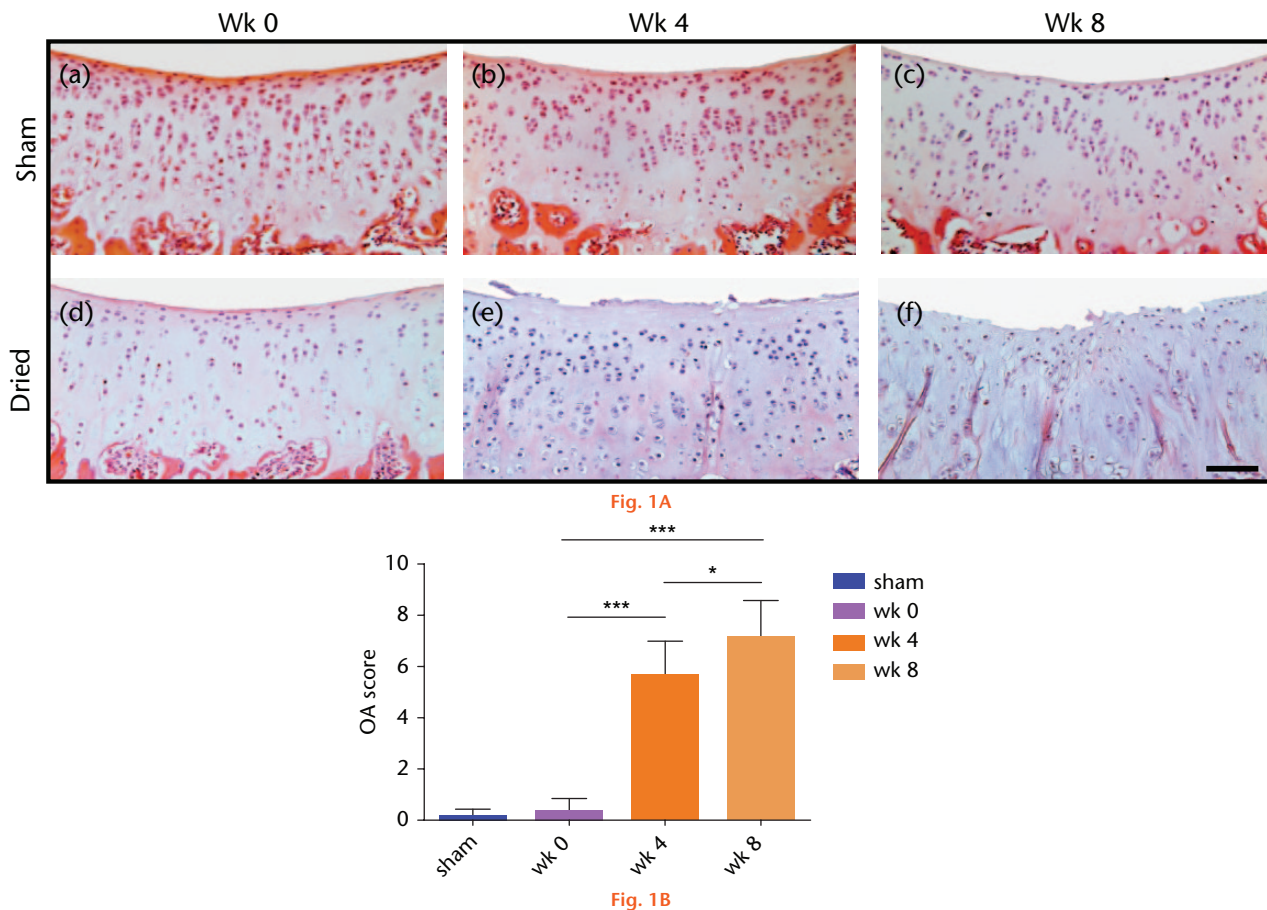 Wk 0 Wk 4 Wk 8
Sham
(a) (b) (c)
Dried
(d) (e) (f)
Fig. 1A
***
*
***
OA score
10
8
6
4
2
0
sham
wk 0
wk 4
wk 8
sham wk 0 wk 4 wk 8
Fig. 1B